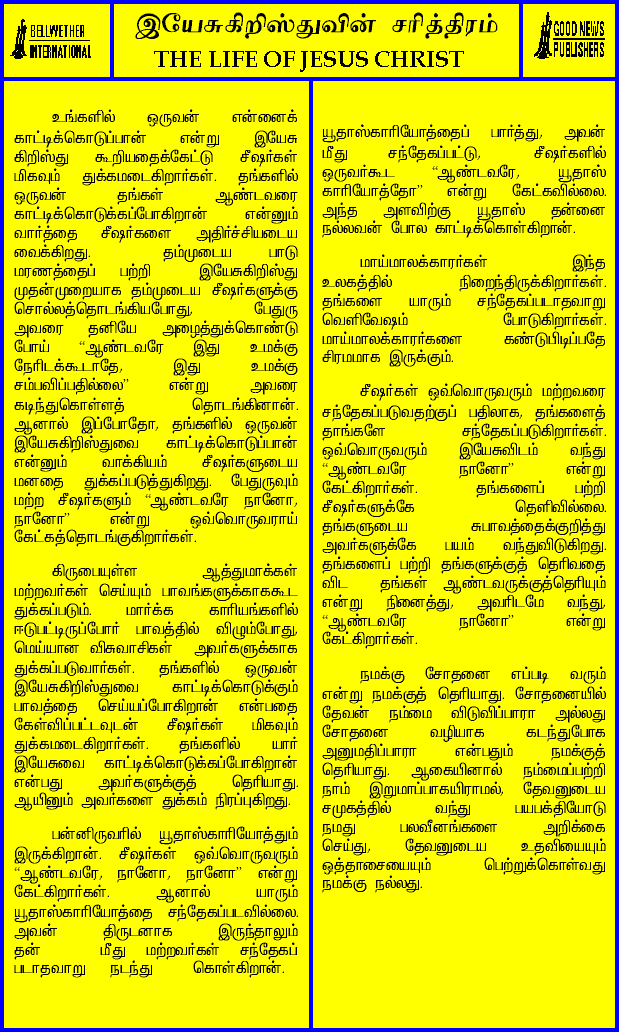 BELLWETHER
INTERNATIONAL
இயேசுகிறிஸ்துவின் சரித்திரம்
THE LIFE OF JESUS CHRIST
GOOD NEWS
PUBLISHERS
உங்களில் ஒருவன் என்னைக்
காட்டிக்கொடுப்பான் என்று இயேசு
கிறிஸ்து கூறியதைக்கேட்டு சீஷர்கள்
மிகவும் துக்கமடைகிறார்கள். தங்களில்
ஒருவன் தங்கள் ஆண்டவரை
காட்டிக்கொடுக்கப்போகிறான் என்னும்
வார்த்தை சீஷர்களை அதிர்ச்சியடைய
வைக்கிறது. தம்முடைய பாடு
மரணத்தைப் பற்றி இயேசுகிறிஸ்து
முதன்முறையாக தம்முடைய சீஷர்களுக்கு
சொல்லத்தொடங்கியபோது, பேதுரு
அவரை தனியே அழைத்துக்கொண்டு
போய் “ஆண்டவரே இது உமக்கு
நேரிடக்கூடாதே, இது உமக்கு
சம்பவிப்பதில்லை” என்று அவரை
கடிந்துகொள்ளத் தொடங்கினான்.
ஆனால் இப்போதோ, தங்களில் ஒருவன்
இயேசுகிறிஸ்துவை காட்டிக்கொடுப்பான்
என்னும் வாக்கியம் சீஷர்களுடைய
மனதை துக்கப்படுத்துகிறது. பேதுருவும்
மற்ற சீஷர்களும் “ஆண்டவரே நானோ,
நானோ” என்று ஒவ்வொருவராய்
கேட்கத்தொடங்குகிறார்கள்.
கிருபையுள்ள ஆத்துமாக்கள்
மற்றவர்கள் செய்யும் பாவங்களுக்காககூட
துக்கப்படும். மார்க்க காரியங்களில்
ஈடுபட்டிருப்போர் பாவத்தில் விழும்போது,
மெய்யான விசுவாசிகள் அவர்களுக்காக
துக்கப்படுவார்கள். தங்களில் ஒருவன்
இயேசுகிறிஸ்துவை காட்டிக்கொடுக்கும்
பாவத்தை செய்யப்போகிறான் என்பதை
கேள்விப்பட்டவுடன் சீஷர்கள் மிகவும்
துக்கமடைகிறார்கள். தங்களில் யார்
இயேசுவை காட்டிக்கொடுக்கப்போகிறான்
என்பது அவர்களுக்குத் தெரியாது.
ஆயினும் அவர்களை துக்கம் நிரப்புகிறது.
பன்னிருவரில் யூதாஸ்காரியோத்தும்
இருக்கிறான். சீஷர்கள் ஒவ்வொருவரும்
“ஆண்டவரே, நானோ, நானோ” என்று
கேட்கிறார்கள். ஆனால் யாரும்
யூதாஸ்காரியோத்தை சந்தேகப்படவில்லை.
அவன் திருடனாக இருந்தாலும்
தன் மீது மற்றவர்கள் சந்தேகப்
படாதவாறு நடந்து கொள்கிறான்.
யூதாஸ்காரியோத்தைப் பார்த்து, அவன்
மீது சந்தேகப்பட்டு, சீஷர்களில்
ஒருவர்கூட “ஆண்டவரே, யூதாஸ்
காரியோத்தோ” என்று கேட்கவில்லை.
அந்த அளவிற்கு யூதாஸ் தன்னை
நல்லவன் போல காட்டிக்கொள்கிறான்.
மாய்மாலக்காரர்கள் இந்த
உலகத்தில் நிறைந்திருக்கிறார்கள்.
தங்களை யாரும் சந்தேகப்படாதவாறு
வெளிவேஷம் போடுகிறார்கள்.
மாய்மாலக்காரர்களை கண்டுபிடிப்பதே
சிரமமாக இருக்கும்.
சீஷர்கள் ஒவ்வொருவரும் மற்றவரை
சந்தேகப்படுவதற்குப் பதிலாக, தங்களைத்
தாங்களே சந்தேகப்படுகிறார்கள்.
ஒவ்வொருவரும் இயேசுவிடம் வந்து
“ஆண்டவரே நானோ” என்று
கேட்கிறார்கள். தங்களைப் பற்றி
சீஷர்களுக்கே தெளிவில்லை.
தங்களுடைய சுபாவத்தைக்குறித்து
அவர்களுக்கே பயம் வந்துவிடுகிறது.
தங்களைப் பற்றி தங்களுக்குத் தெரிவதை
விட தங்கள் ஆண்டவருக்குத்தெரியும்
என்று நினைத்து, அவரிடமே வந்து,
“ஆண்டவரே நானோ” என்று
கேட்கிறார்கள்.
நமக்கு சோதனை எப்படி வரும்
என்று நமக்குத் தெரியாது. சோதனையில்
தேவன் நம்மை விடுவிப்பாரா அல்லது
சோதனை வழியாக கடந்துபோக
அனுமதிப்பாரா என்பதும் நமக்குத்
தெரியாது. ஆகையினால் நம்மைப்பற்றி
நாம் இறுமாப்பாகயிராமல், தேவனுடைய
சமுகத்தில் வந்து பயபக்தியோடு
நமது பலவீனங்களை அறிக்கை
செய்து, தேவனுடைய உதவியையும்
ஒத்தாசையையும் பெற்றுக்கொள்வது
நமக்கு நல்லது.